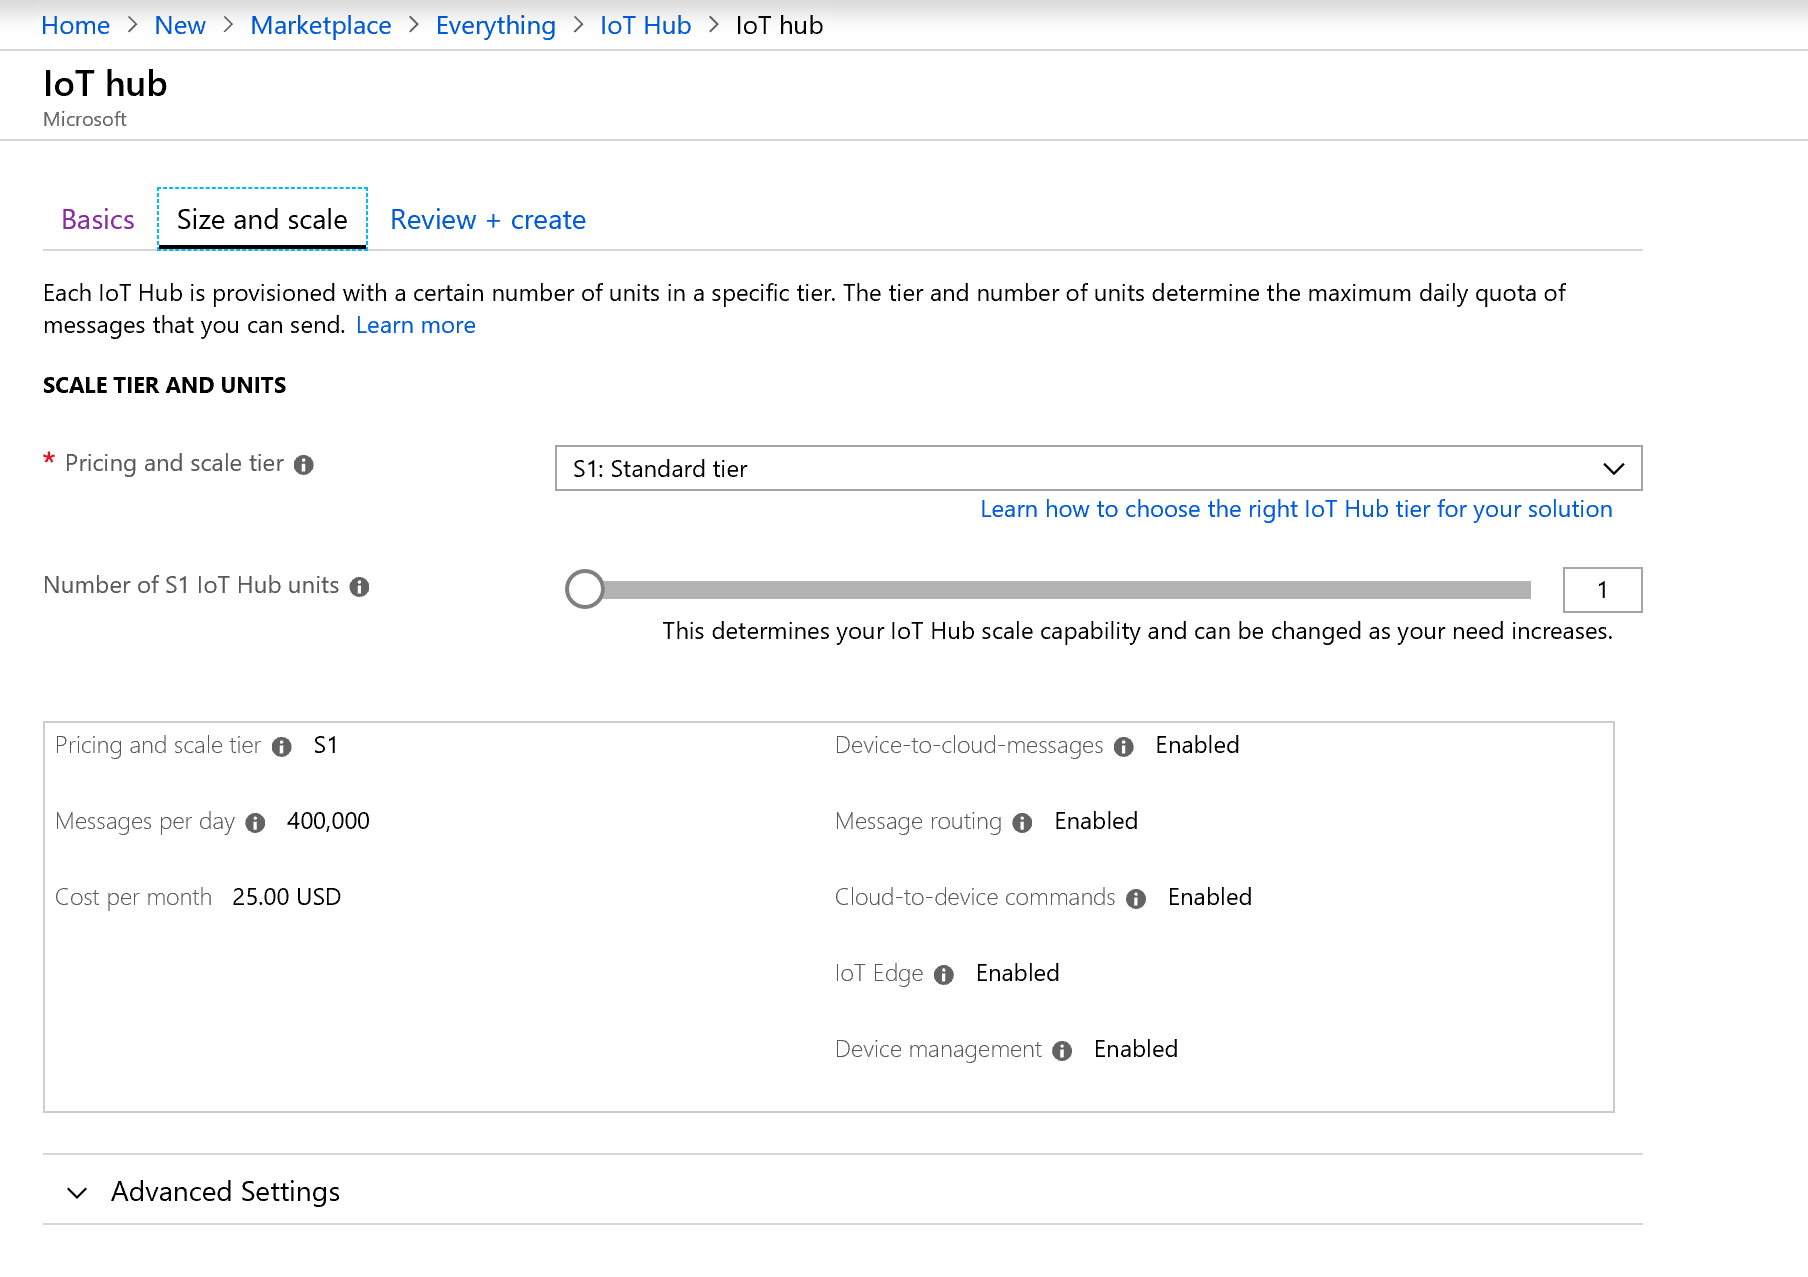 Home > New > Marketplace > Everything > IoT Hub > IoT hub
IoT hub
Microsoft
Basics Size and scale Review + create
Each IoT Hub is provisioned with a certain number of units in a specific tier. The tier and number of units determine the maximum daily quota of
messages that you can send. Learn more
SCALE TIER AND UNITS
* Pricing and scale tier S1: Standard tier
Learn how to choose the right IoT Hub tier for your solution
Number of S1 IoT Hub units 1
This determines your IoT Hub scale capability and can be changed as your need increases.
Pricing and scale tier S1
Messages per day 400,000
Cost per month 25.00 USD
Device-to-cloud-messages Enabled
Message routing Enabled
Cloud-to-device commands Enabled
IoT Edge Enabled
Device management Enabled
Advanced Settings